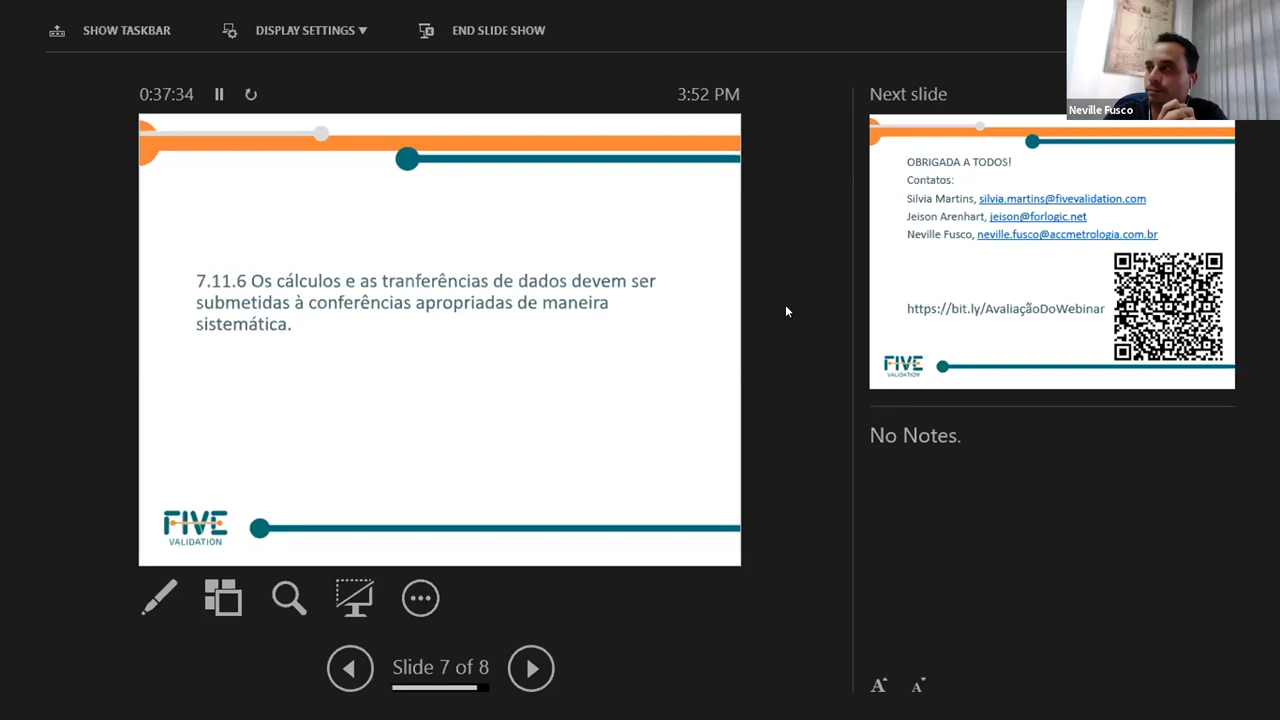 SHOW TASKBAR
DISPLAY SETTINGS ▼
END SLIDE SHOW
Neville Fusco
0:37:34
3:52 PM
Next slide
7.11.6 Os cálculos e as tranferências de dados devem ser
submetidas à conferências apropriadas de maneira
sistemática.
FIVE
VALIDATION
OBRIGADA A TODOS!
Contatos:
Silvia Martins, silvia.martins@fivevalidation.com
Jeison Arenhart, jeison@forlogic.net
Neville Fusco, neville.fusco@accmetrologia.com.br
https://bit.ly/AvaliaçãoDoWebinar
FIVE
VALIDATION
No Notes.
Slide 7 of 8
A A